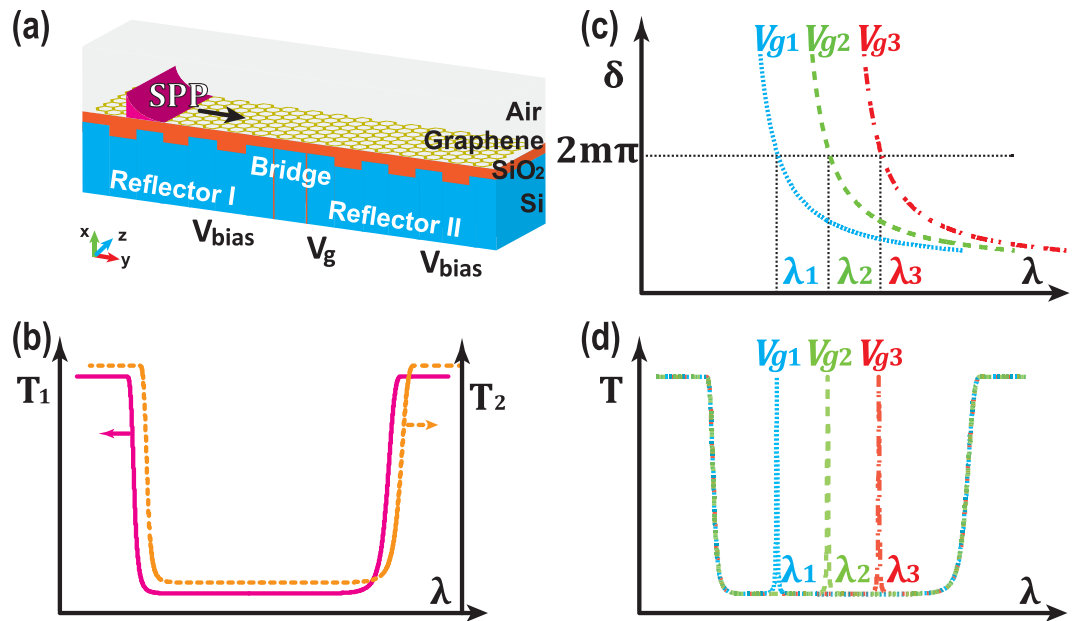 (a)
SPP
Air
Graphene
SiO₂
Si
Bridge
Reflector I
Reflector II
Vbias
Vg
Vbias
x
z
y
(b)
T₁
T₂
λ
(c)
Vg1 Vg2 Vg3
δ
2mπ
λ1 λ2 λ3
λ
(d)
Vg1 Vg2 Vg3
T
λ1 λ2 λ3
λ